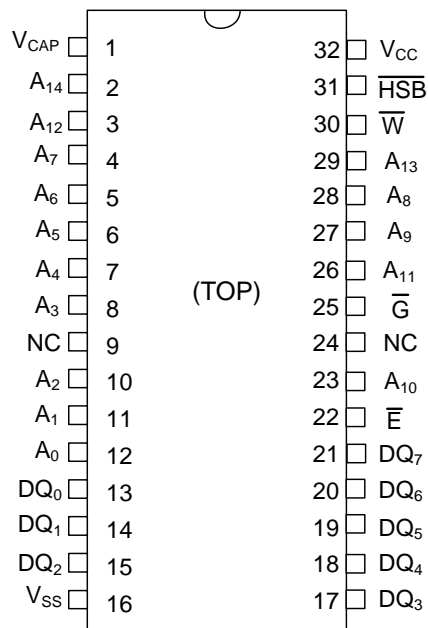 V_CAP 1 32 V_CC
A_14 2 31 H̅S̅B̅
A_12 3 30 W̅
A_7 4 29 A_13
A_6 5 28 A_8
A_5 6 27 A_9
A_4 7 26 A_11
(TOP)
A_3 8 25 G̅
NC 9 24 NC
A_2 10 23 A_10
A_1 11 22 E̅
A_0 12 21 DQ_7
DQ_0 13 20 DQ_6
DQ_1 14 19 DQ_5
DQ_2 15 18 DQ_4
V_SS 16 17 DQ_3